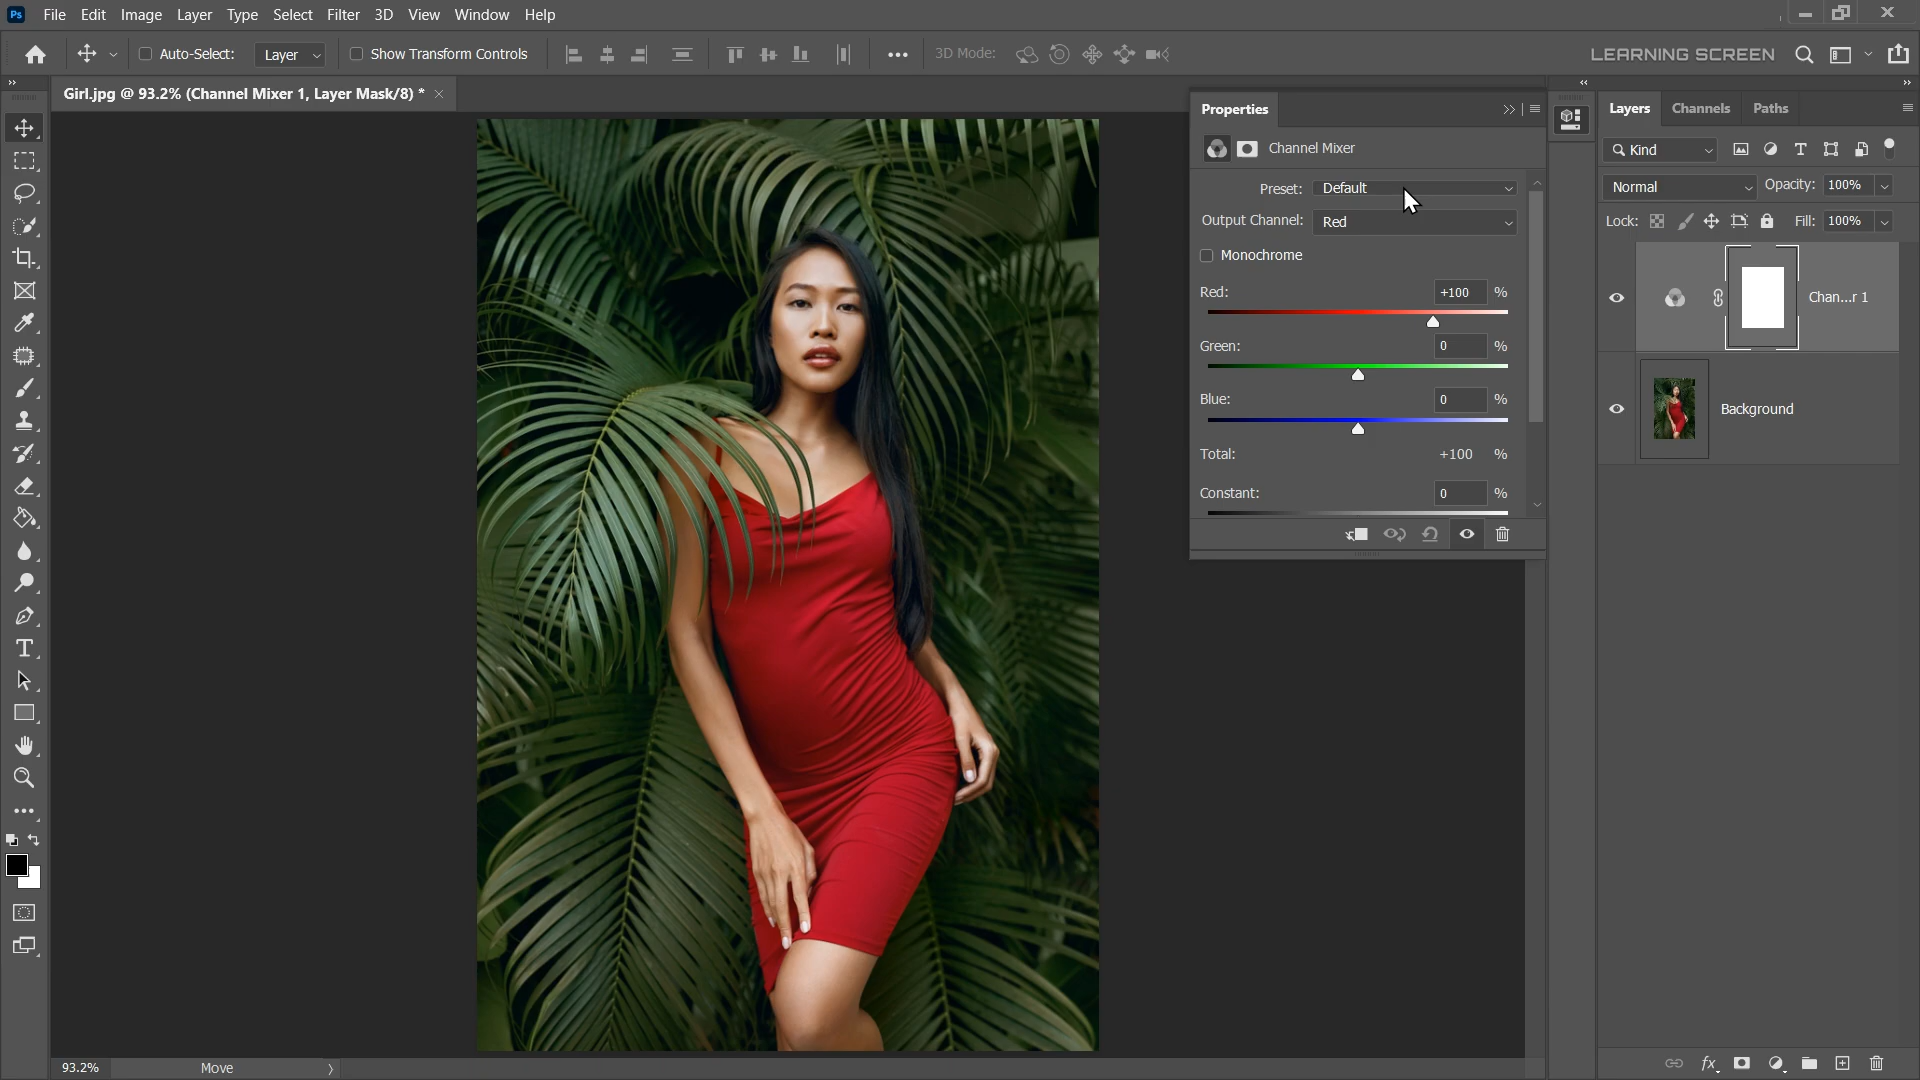 Ps File Edit Image Layer Type Select Filter 3D View Window Help
Auto-Select: Layer Show Transform Controls 3D Mode: LEARNING SCREEN
Girl.jpg @ 93.2% (Channel Mixer 1, Layer Mask/8) *
Properties
Channel Mixer
Preset: Default
Output Channel: Red
Monochrome
Red: +100 %
Green: 0 %
Blue: 0 %
Total: +100 %
Constant: 0 %
Layers Channels Paths
Kind
Normal Opacity: 100%
Lock: Fill: 100%
Chan...r 1
Background
T
fx
93.2% Move